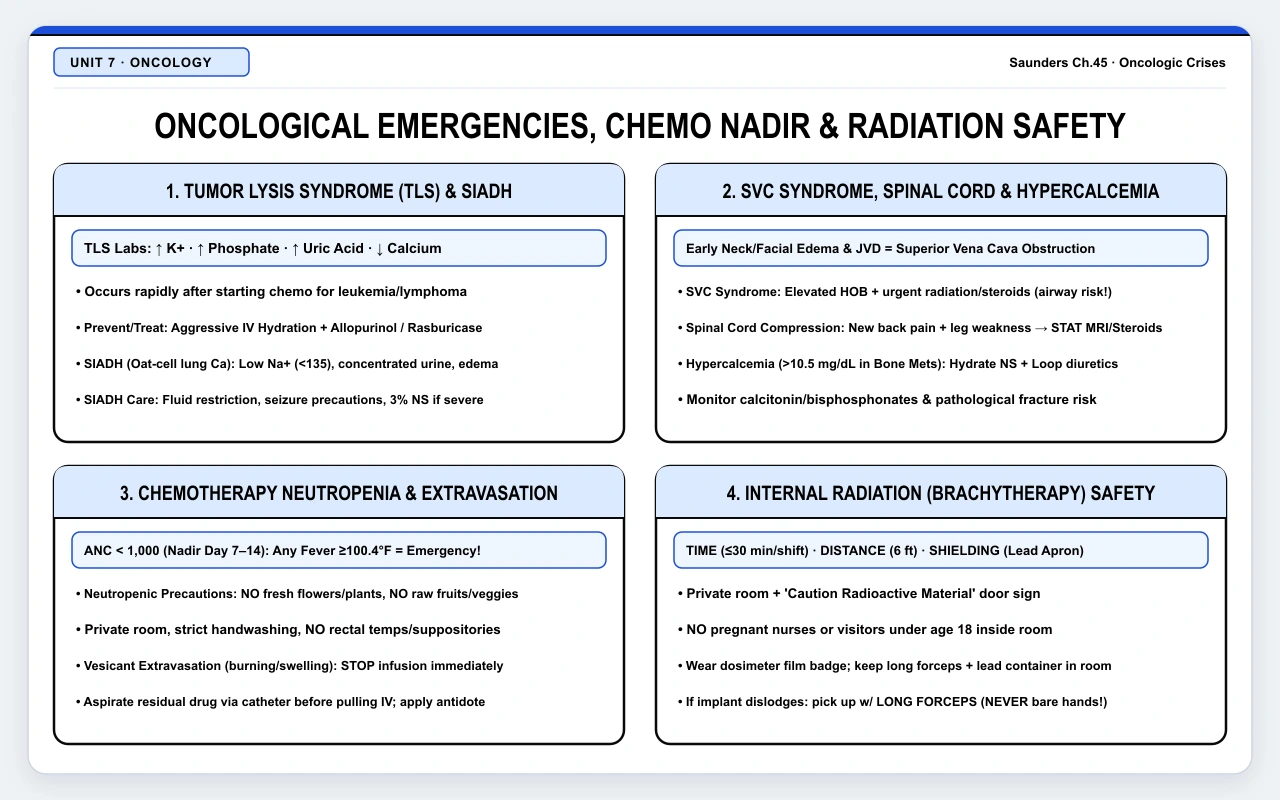 UNIT 7 · ONCOLOGY
Saunders Ch.45 · Oncologic Crises
ONCOLOGICAL EMERGENCIES, CHEMO NADIR & RADIATION SAFETY
1. TUMOR LYSIS SYNDROME (TLS) & SIADH
TLS Labs: ↑ K+ · ↑ Phosphate · ↑ Uric Acid · ↓ Calcium
• Occurs rapidly after starting chemo for leukemia/lymphoma
• Prevent/Treat: Aggressive IV Hydration + Allopurinol / Rasburicase
• SIADH (Oat-cell lung Ca): Low Na+ (<135), concentrated urine, edema
• SIADH Care: Fluid restriction, seizure precautions, 3% NS if severe
2. SVC SYNDROME, SPINAL CORD & HYPERCALCEMIA
Early Neck/Facial Edema & JVD = Superior Vena Cava Obstruction
• SVC Syndrome: Elevated HOB + urgent radiation/steroids (airway risk!)
• Spinal Cord Compression: New back pain + leg weakness → STAT MRI/Steroids
• Hypercalcemia (>10.5 mg/dL in Bone Mets): Hydrate NS + Loop diuretics
• Monitor calcitonin/bisphosphonates & pathological fracture risk
3. CHEMOTHERAPY NEUTROPENIA & EXTRAVASATION
ANC < 1,000 (Nadir Day 7–14): Any Fever ≥100.4°F = Emergency!
• Neutropenic Precautions: NO fresh flowers/plants, NO raw fruits/veggies
• Private room, strict handwashing, NO rectal temps/suppositories
• Vesicant Extravasation (burning/swelling): STOP infusion immediately
• Aspirate residual drug via catheter before pulling IV; apply antidote
4. INTERNAL RADIATION (BRACHYTHERAPY) SAFETY
TIME (≤30 min/shift) · DISTANCE (6 ft) · SHIELDING (Lead Apron)
• Private room + 'Caution Radioactive Material' door sign
• NO pregnant nurses or visitors under age 18 inside room
• Wear dosimeter film badge; keep long forceps + lead container in room
• If implant dislodges: pick up w/ LONG FORCEPS (NEVER bare hands!)